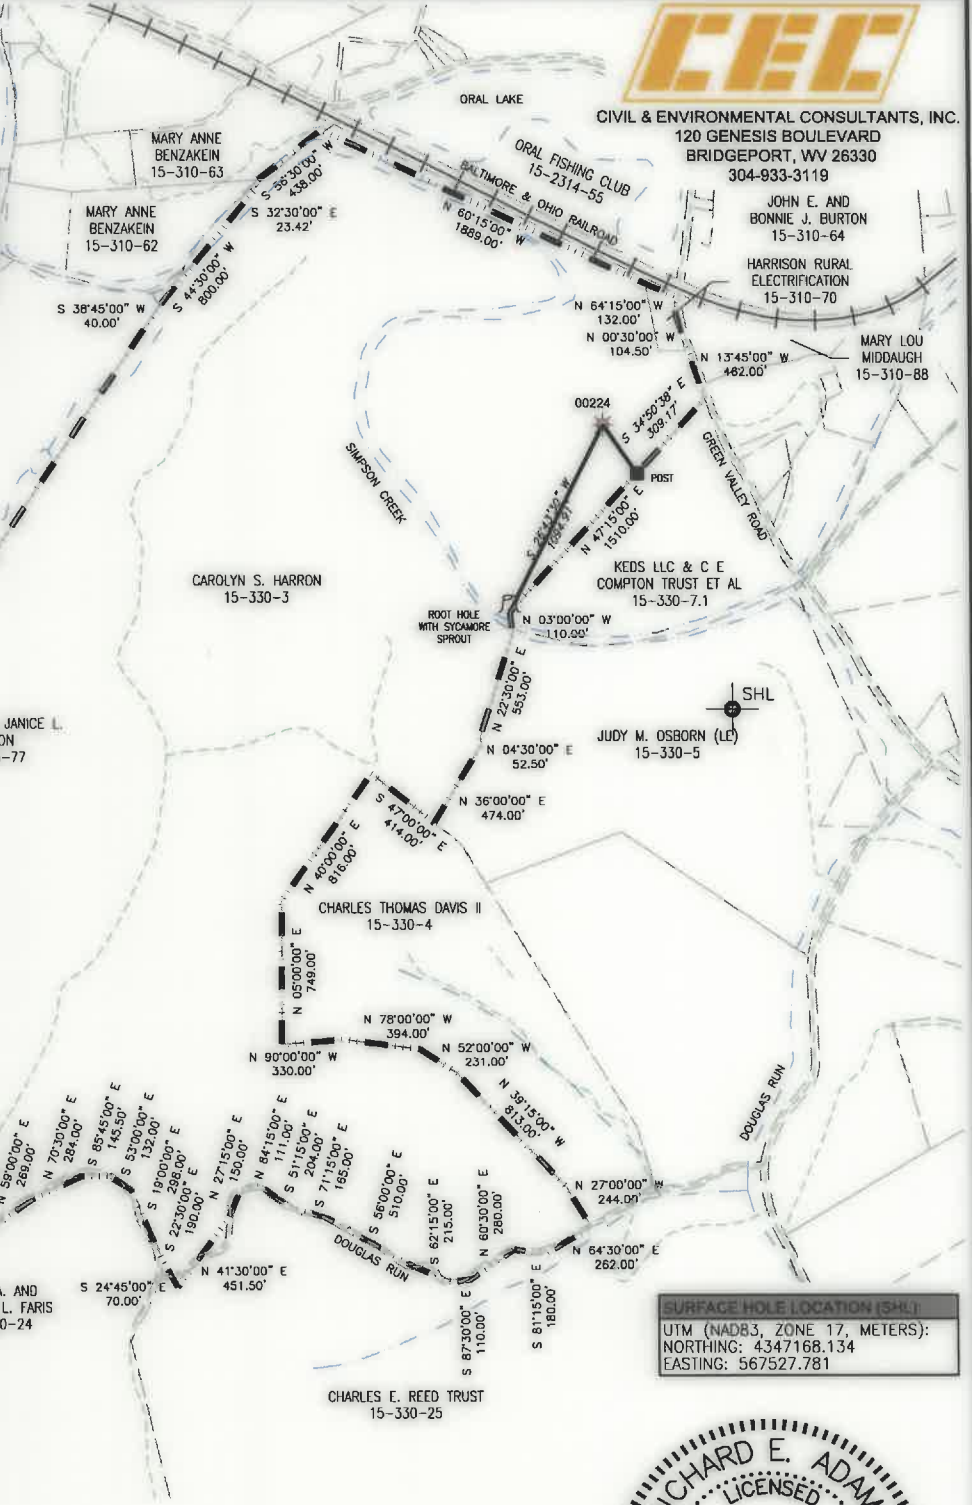 CEC
CIVIL & ENVIRONMENTAL CONSULTANTS, INC.
120 GENESIS BOULEVARD
BRIDGEPORT, WV 26330
304-933-3119
ORAL LAKE
MARY ANNE
BENZAKEIN
15-310-63
ORAL FISHING CLUB
15-2314-55
BALTIMORE & OHIO RAILROAD
S 56°30'00" W
438.00'
S 32°30'00" E
23.42'
N 60°15'00" W
1889.00'
JOHN E. AND
BONNIE J. BURTON
15-310-64
MARY ANNE
BENZAKEIN
15-310-62
S 44°30'00" W
800.00'
HARRISON RURAL
ELECTRIFICATION
15-310-70
S 38°45'00" W
40.00'
N 64°15'00" W
132.00'
N 00°30'00" W
104.50'
MARY LOU
MIDDAUGH
15-310-88
N 13°45'00" W
462.00'
00224
S 34°50'38" E
309.17'
POST
GREEN VALLEY ROAD
SIMPSON CREEK
N 47°15'00" E
1510.00'
KEDS LLC & C E
COMPTON TRUST ET AL
15-330-7.1
CAROLYN S. HARRON
15-330-3
ROOT HOLE
WITH SYCAMORE
SPROUT
N 03°00'00" W
110.00'
N 22°30'00" E
553.00'
SHL
JUDY M. OSBORN (LE)
15-330-5
JANICE L.
ON
-77
N 04°30'00" E
52.50'
N 36°00'00" E
474.00'
S 47°00'00" E
414.00'
N 40°00'00" E
816.00'
CHARLES THOMAS DAVIS II
15-330-4
N 05°00'00" E
749.00'
N 78°00'00" W
394.00'
N 90°00'00" W
330.00'
N 52°00'00" W
231.00'
N 39°15'00" W
813.00'
DOUGLAS RUN
N 59°00'00" E
269.00'
N 70°30'00" E
284.00'
S 85°45'00" E
145.50'
S 53°00'00" E
132.00'
S 19°00'00" E
298.00'
S 22°30'00" E
190.00'
N 27°15'00" E
150.00'
N 84°15'00" E
111.00'
S 51°15'00" E
204.00'
S 71°15'00" E
165.00'
S 56°00'00" E
510.00'
S 62°15'00" E
215.00'
N 60°30'00" E
280.00'
N 27°00'00" W
244.00'
N 64°30'00" E
262.00'
DOUGLAS RUN
S 24°45'00" E
70.00'
N 41°30'00" E
451.50'
S 87°30'00" E
110.00'
S 81°15'00" E
180.00'
. AND
L. FARIS
0-24
SURFACE HOLE LOCATION (SHL):
UTM (NAD83, ZONE 17, METERS):
NORTHING: 4347168.134
EASTING: 567527.781
CHARLES E. REED TRUST
15-330-25
ICHARD E. ADAM
LICENSED